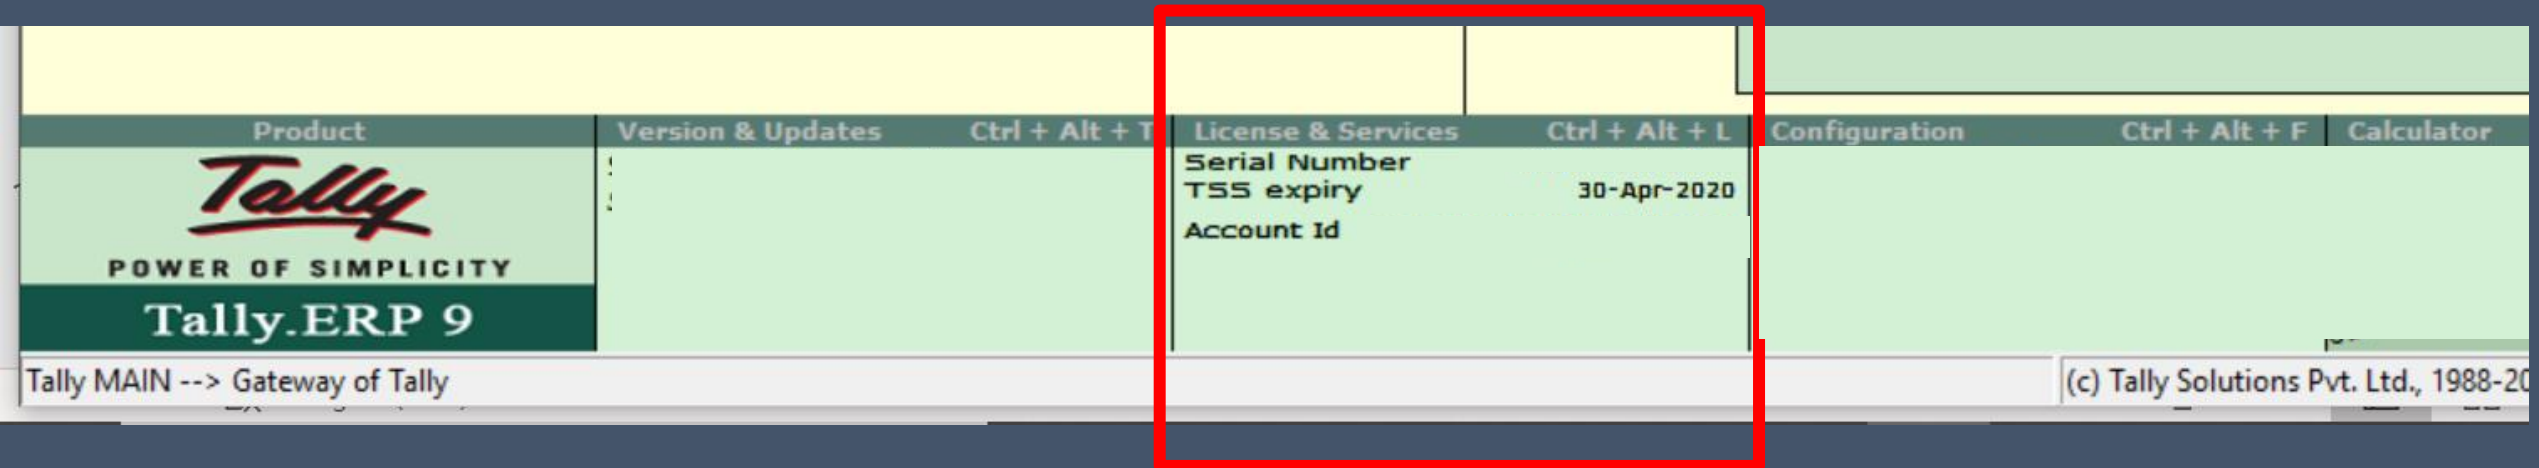 Product
Version & Updates Ctrl + Alt + T
License & Services Ctrl + Alt + L
Configuration Ctrl + Alt + F
Calculator
Tally
POWER OF SIMPLICITY
Tally.ERP 9
Serial Number
TSS expiry 30-Apr-2020
Account Id
Tally MAIN --> Gateway of Tally
(c) Tally Solutions Pvt. Ltd., 1988-20